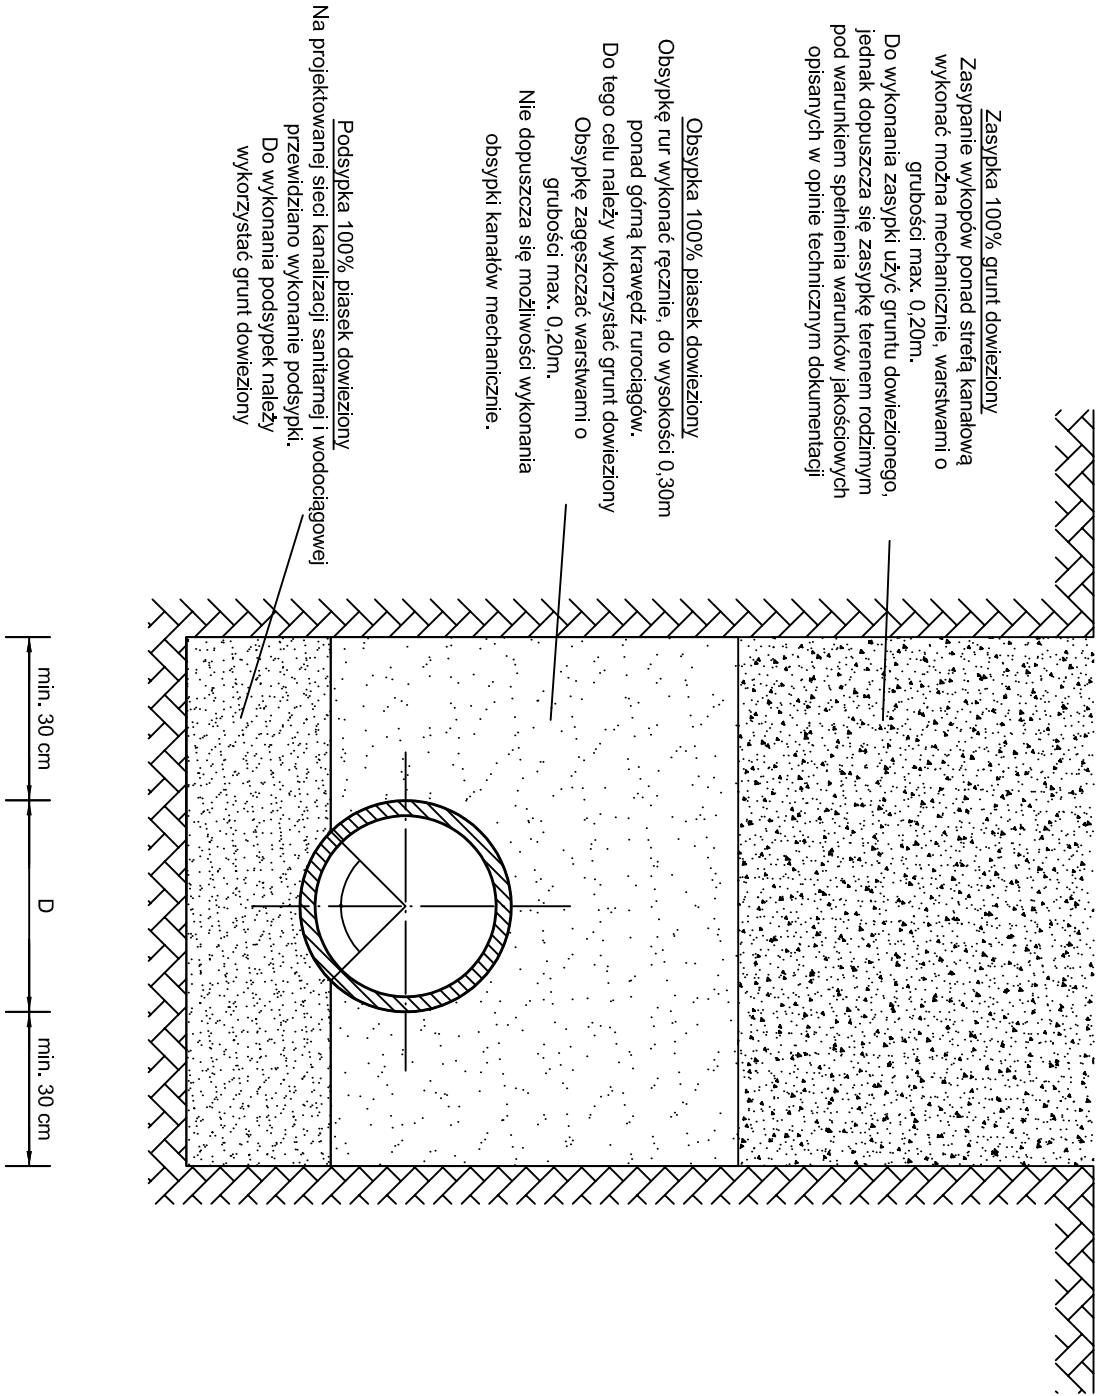 Zasypka 100% grunt dowieziony
Zasypanie wykopów ponad strefą kanałową
wykonać można mechanicznie, warstwami o
grubości max. 0,20m.
Do wykonania zasypki użyć gruntu dowiezionego,
jednak dopuszcza się zasypkę terenem rodzimym
pod warunkiem spełnienia warunków jakościowych
opisanych w opinie technicznym dokumentacji
Obsypka 100% piasek dowieziony
Obsypkę rur wykonać ręcznie, do wysokości 0,30m
ponad górną krawędź rurociągów.
Do tego celu należy wykorzystać grunt dowieziony
Obsypkę zagęszczać warstwami o
grubości max. 0,20m.
Nie dopuszcza się możliwości wykonania
obsypki kanałów mechanicznie.
Podsypka 100% piasek dowieziony
Na projektowanej sieci kanalizacji sanitarnej i wodociągowej
przewidziano wykonanie podsypki.
Do wykonania podsypek należy
wykorzystać grunt dowieziony
min. 30 cm
D
min. 30 cm